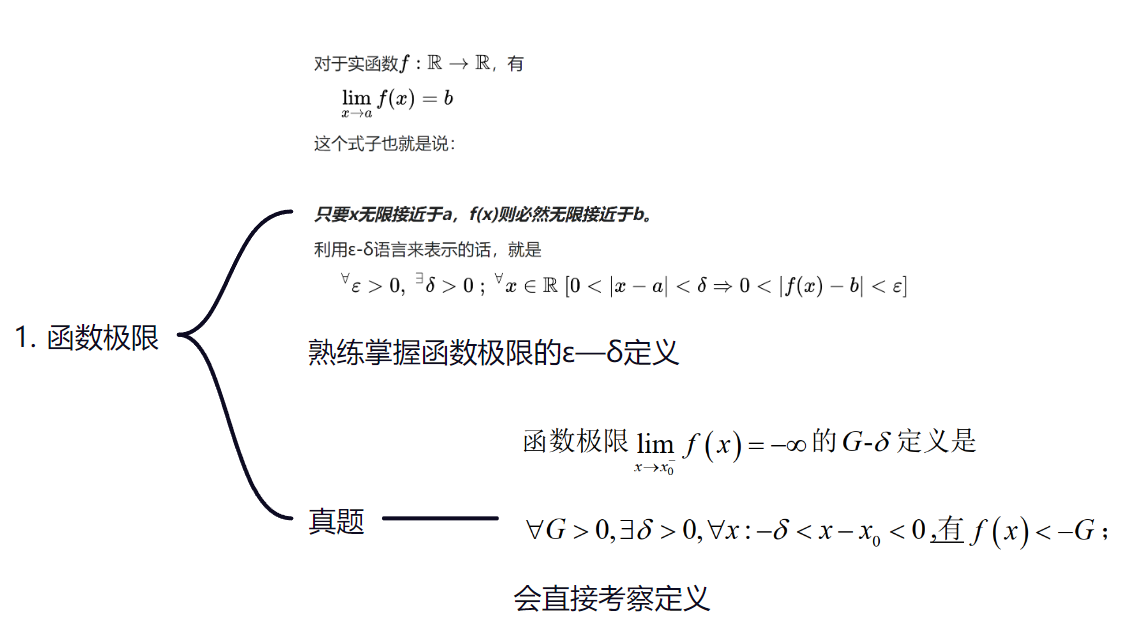 对于实函数f : ℝ → ℝ，有
lim f(x) = b
x→a
这个式子也就是说：
只要x无限接近于a，f(x)则必然无限接近于b。
利用ε-δ语言来表示的话，就是
∀ε > 0, ∃δ > 0 ; ∀x ∈ ℝ [0 < |x − a| < δ ⇒ 0 < |f(x) − b| < ε]
1. 函数极限
熟练掌握函数极限的ε—δ定义
函数极限 lim f(x) = −∞ 的 G-δ 定义是
x→x₀⁻
真题
∀G > 0, ∃δ > 0, ∀x : −δ < x − x₀ < 0 ,有 f(x) < −G；
会直接考察定义